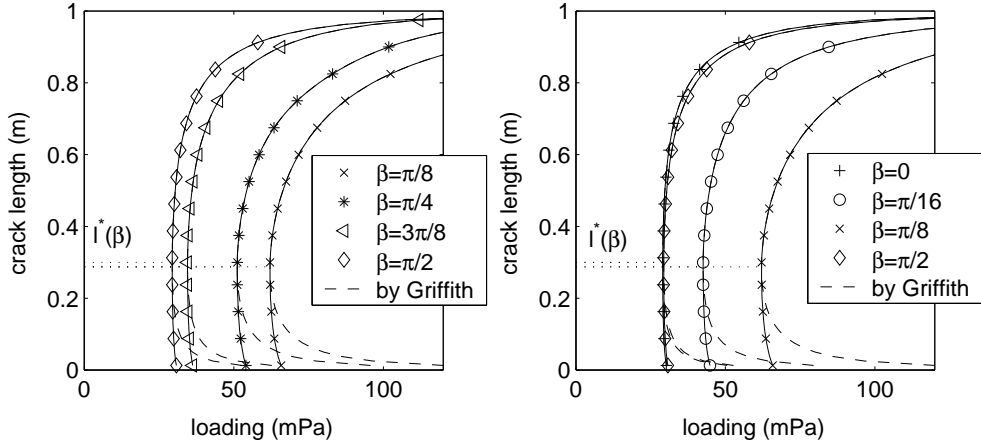 1
0.8
0.6
0.4
0.2
0
0
50
100
crack length (m)
loading (mPa)
l*(β)
β=π/8
β=π/4
β=3π/8
β=π/2
by Griffith
1
0.8
0.6
0.4
0.2
0
0
50
100
crack length (m)
loading (mPa)
l*(β)
β=0
β=π/16
β=π/8
β=π/2
by Griffith